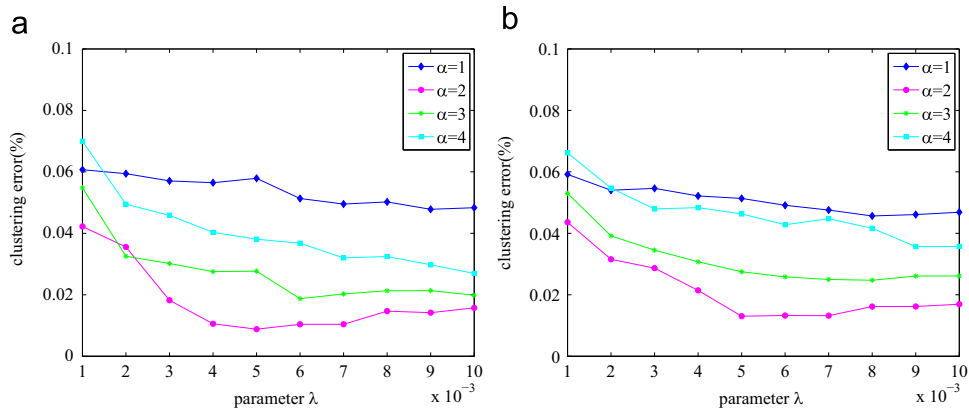 a
clustering error(%)
0.1
0.08
0.06
0.04
0.02
0
1 2 3 4 5 6 7 8 9 10
parameter λ
x 10⁻³
α=1
α=2
α=3
α=4
b
clustering error(%)
0.1
0.08
0.06
0.04
0.02
0
1 2 3 4 5 6 7 8 9 10
parameter λ
x 10⁻³
α=1
α=2
α=3
α=4